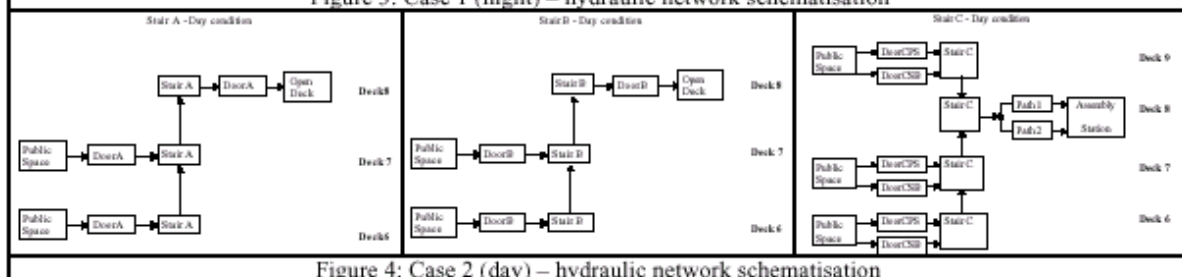 Figure 3: Case 1 (night) – hydraulic network schematisation
Stair A - Day condition
Stair A
DoorA
Open
Deck
Deck8
Public
Space
DoorA
Stair A
Deck 7
Public
Space
DoorA
Stair A
Deck6
Stair B - Day condition
Stair B
DoorB
Open
Deck
Deck 8
Public
Space
DoorB
Stair B
Deck 7
Public
Space
DoorB
Stair B
Deck 6
Stair C - Day condition
Public
Space
DoorCPS
DoorCSB
Stair C
Deck 9
Stair C
Path1
Path2
Assembly
Station
Deck 8
Public
Space
DoorCPS
DoorCSB
Stair C
Deck 7
Public
Space
DoorCPS
DoorCSB
Stair C
Deck 6
Figure 4: Case 2 (day) – hydraulic network schematisation